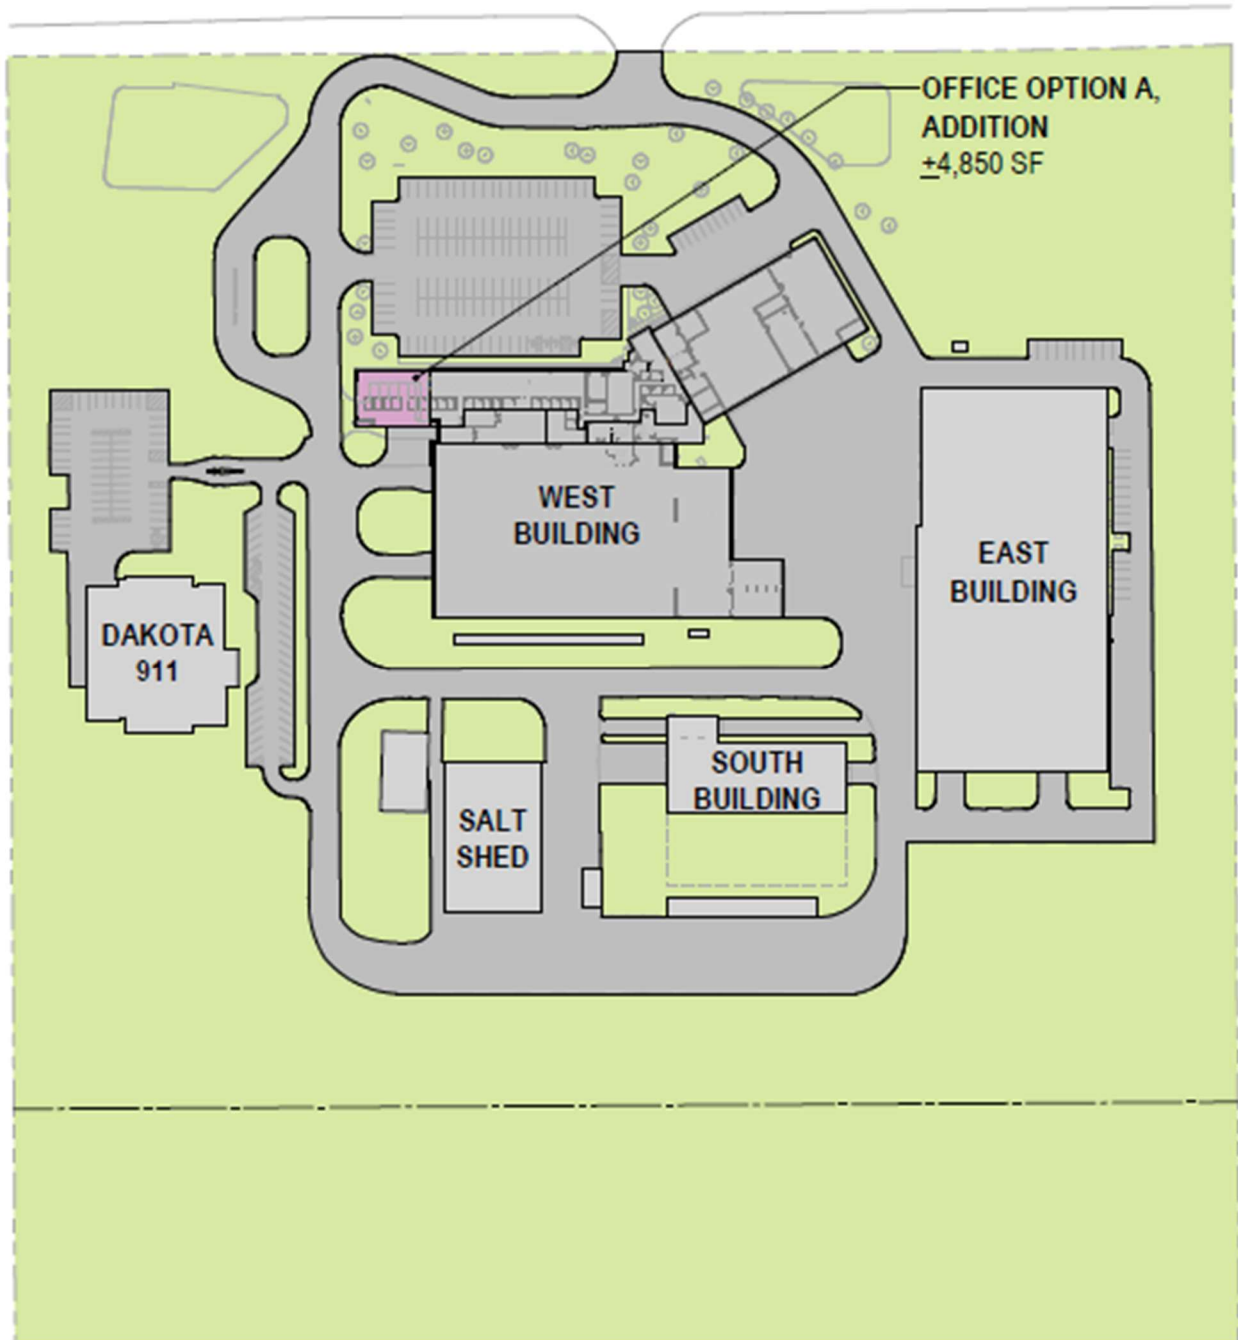 OFFICE OPTION A,
ADDITION
±4,850 SF
WEST
BUILDING
EAST
BUILDING
DAKOTA
911
SOUTH
BUILDING
SALT
SHED